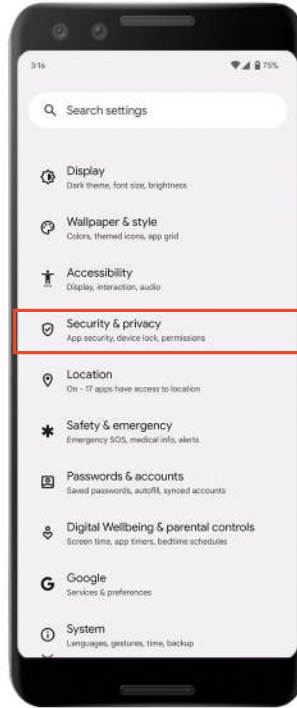 3:16
75%
Search settings
Display
Dark theme, font size, brightness
Wallpaper & style
Colors, themed icons, app grid
Accessibility
Display, interaction, audio
Security & privacy
App security, device lock, permissions
Location
On - 17 apps have access to location
Safety & emergency
Emergency SOS, medical info, alerts
Passwords & accounts
Saved passwords, autofill, synced accounts
Digital Wellbeing & parental controls
Screen time, app timers, bedtime schedules
G Google
Services & preferences
System
Languages, gestures, time, backup